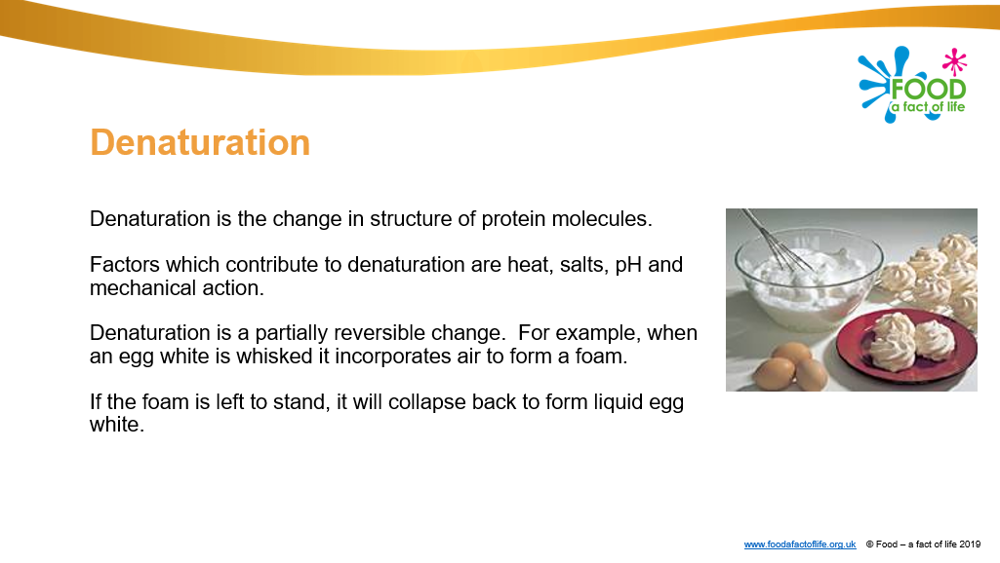 FOOD
a fact of life
Denaturation
Denaturation is the change in structure of protein molecules.
Factors which contribute to denaturation are heat, salts, pH and
mechanical action.
Denaturation is a partially reversible change.  For example, when
an egg white is whisked it incorporates air to form a foam.
If the foam is left to stand, it will collapse back to form liquid egg
white.
www.foodafactoflife.org.uk © Food – a fact of life 2019